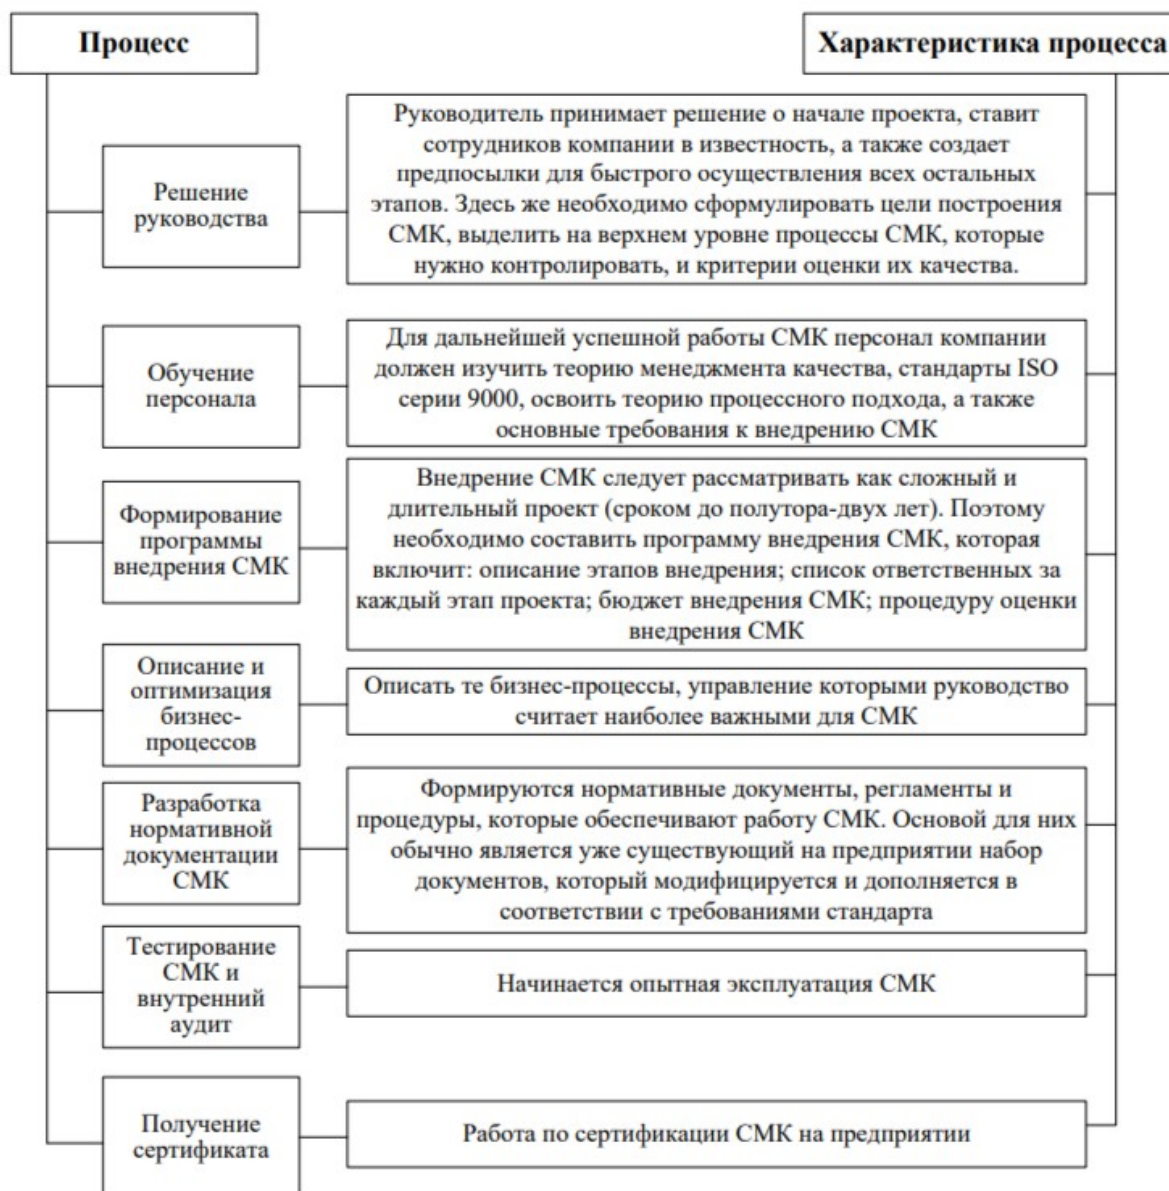 Процесс
Характеристика процесса
Решение
руководства
Руководитель принимает решение о начале проекта, ставит
сотрудников компании в известность, а также создает
предпосылки для быстрого осуществления всех остальных
этапов. Здесь же необходимо сформулировать цели построения
СМК, выделить на верхнем уровне процессы СМК, которые
нужно контролировать, и критерии оценки их качества.
Обучение
персонала
Для дальнейшей успешной работы СМК персонал компании
должен изучить теорию менеджмента качества, стандарты ISO
серии 9000, освоить теорию процессного подхода, а также
основные требования к внедрению СМК
Формирование
программы
внедрения СМК
Внедрение СМК следует рассматривать как сложный и
длительный проект (сроком до полутора-двух лет). Поэтому
необходимо составить программу внедрения СМК, которая
включит: описание этапов внедрения; список ответственных за
каждый этап проекта; бюджет внедрения СМК; процедуру оценки
внедрения СМК
Описание и
оптимизация
бизнес-
процессов
Описать те бизнес-процессы, управление которыми руководство
считает наиболее важными для СМК
Разработка
нормативной
документации
СМК
Формируются нормативные документы, регламенты и
процедуры, которые обеспечивают работу СМК. Основой для них
обычно является уже существующий на предприятии набор
документов, который модифицируется и дополняется в
соответствии с требованиями стандарта
Тестирование
СМК и
внутренний
аудит
Начинается опытная эксплуатация СМК
Получение
сертификата
Работа по сертификации СМК на предприятии